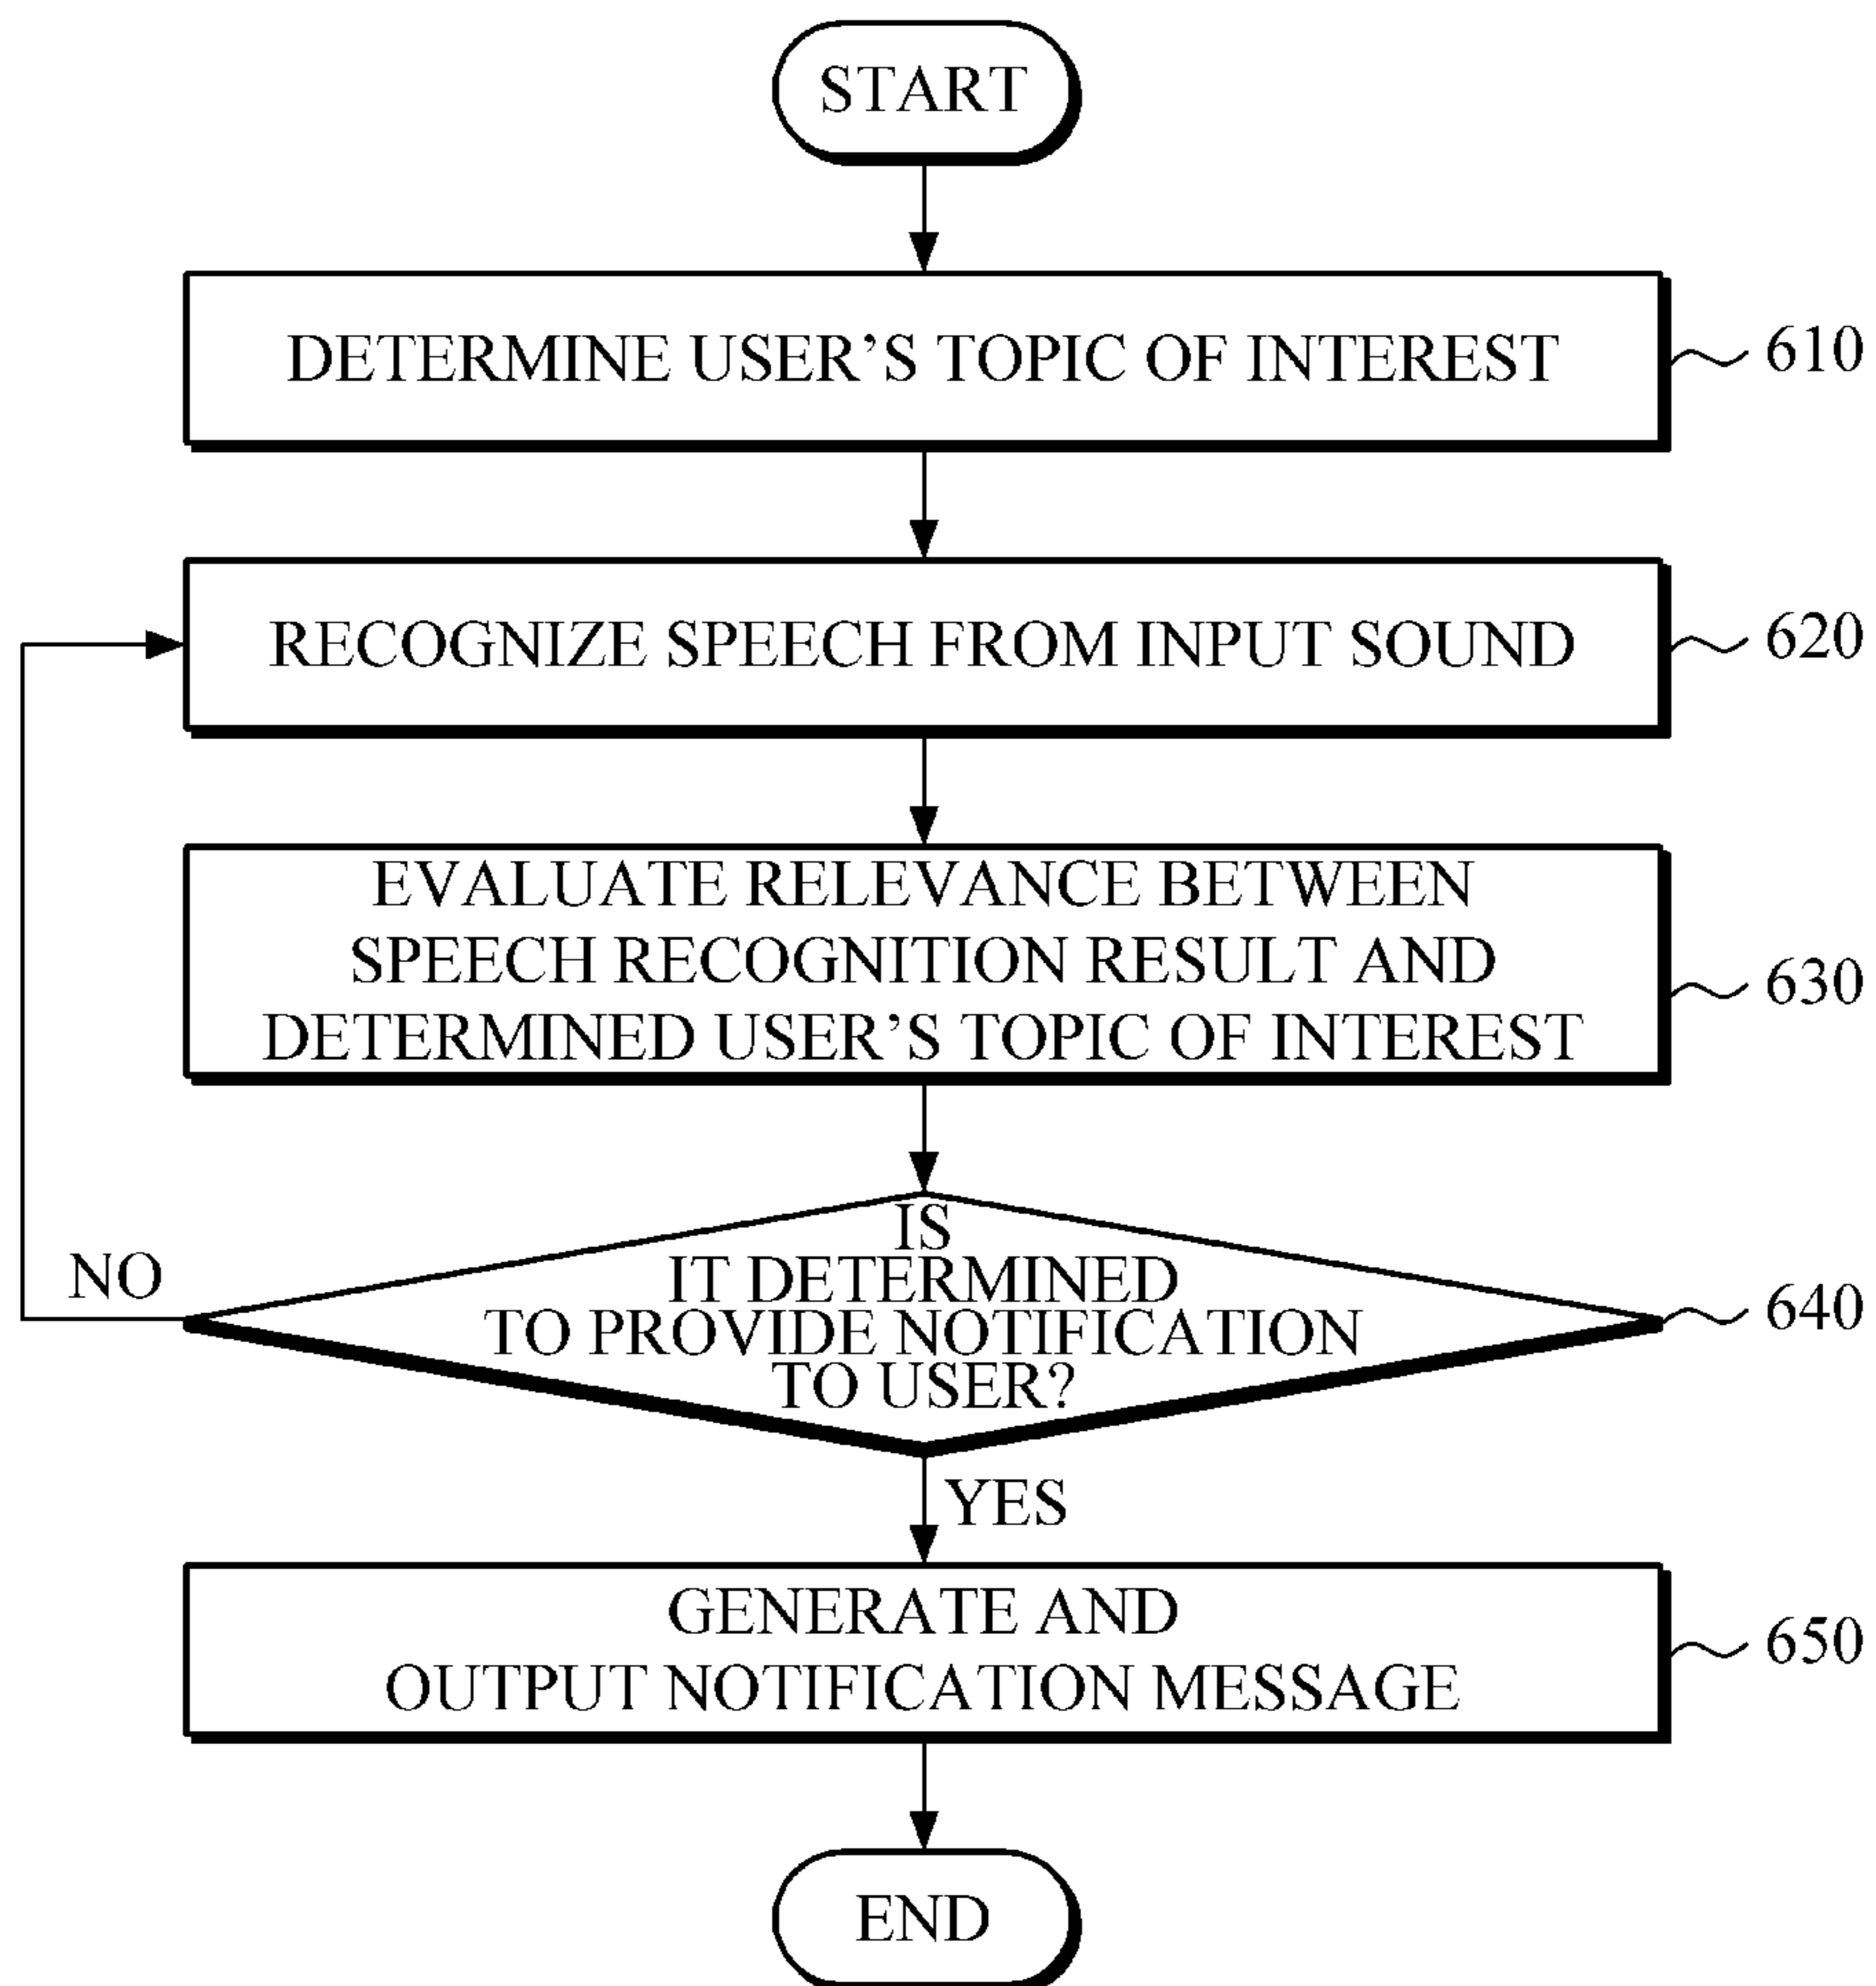 START
DETERMINE USER’S TOPIC OF INTEREST
610
RECOGNIZE SPEECH FROM INPUT SOUND
620
EVALUATE RELEVANCE BETWEEN
SPEECH RECOGNITION RESULT AND
DETERMINED USER’S TOPIC OF INTEREST
630
IS
IT DETERMINED
TO PROVIDE NOTIFICATION
TO USER?
640
NO
YES
GENERATE AND
OUTPUT NOTIFICATION MESSAGE
650
END